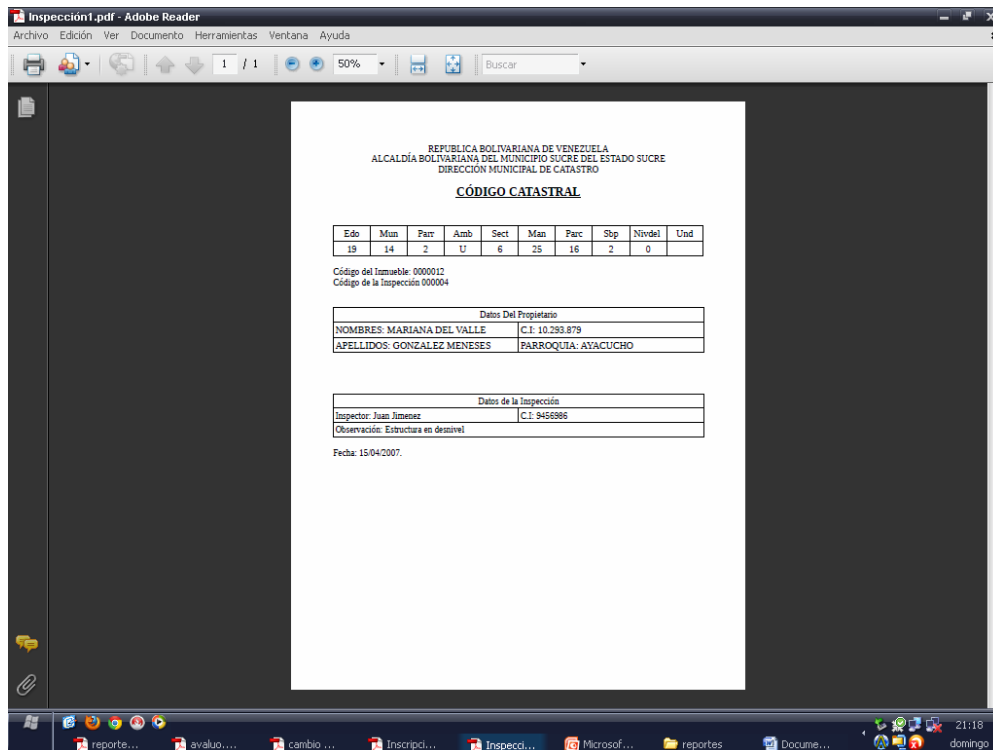 Inspección1.pdf - Adobe Reader
Archivo Edición Ver Documento Herramientas Ventana Ayuda
1 / 1 50% Buscar
REPUBLICA BOLIVARIANA DE VENEZUELA
ALCALDÍA BOLIVARIANA DEL MUNICIPIO SUCRE DEL ESTADO SUCRE
DIRECCIÓN MUNICIPAL DE CATASTRO
CÓDIGO CATASTRAL
Edo Mun Parr Amb Sect Man Parc Sbp Nivdel Und
19 14 2 U 6 25 16 2 0
Código del Inmueble: 0000012
Código de la Inspección 000004
Datos Del Propietario
NOMBRES: MARIANA DEL VALLE C.I: 10.293.879
APELLIDOS: GONZALEZ MENESES PARROQUIA: AYACUCHO
Datos de la Inspección
Inspector: Juan Jimenez C.I: 9456986
Observación: Estructura en desnivel
Fecha: 15/04/2007.
21:18
reporte... avaluo.... cambio ... Inscripci... Inspecci... Microsof... reportes Docume... domingo